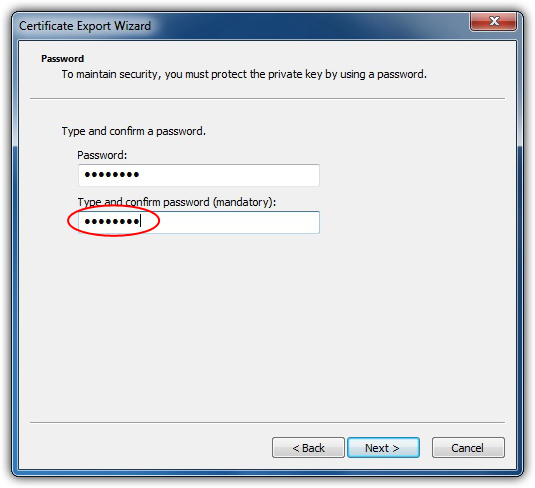 Certificate Export Wizard
Password
To maintain security, you must protect the private key by using a password.
Type and confirm a password.
Password:
••••••••
Type and confirm password (mandatory):
••••••••
< Back
Next >
Cancel